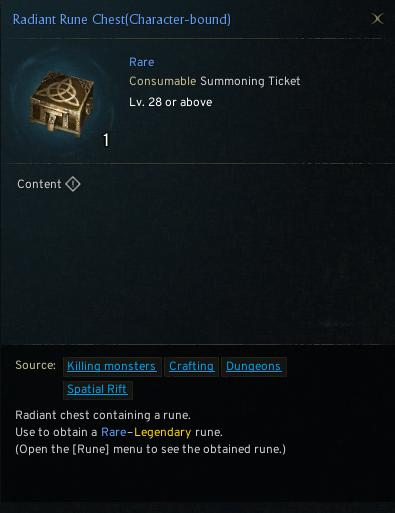 Radiant Rune Chest(Character-bound)
Rare
Consumable Summoning Ticket
Lv. 28 or above
1
Content
Source: Killing monsters Crafting Dungeons
Spatial Rift
Radiant chest containing a rune.
Use to obtain a Rare–Legendary rune.
(Open the [Rune] menu to see the obtained rune.)